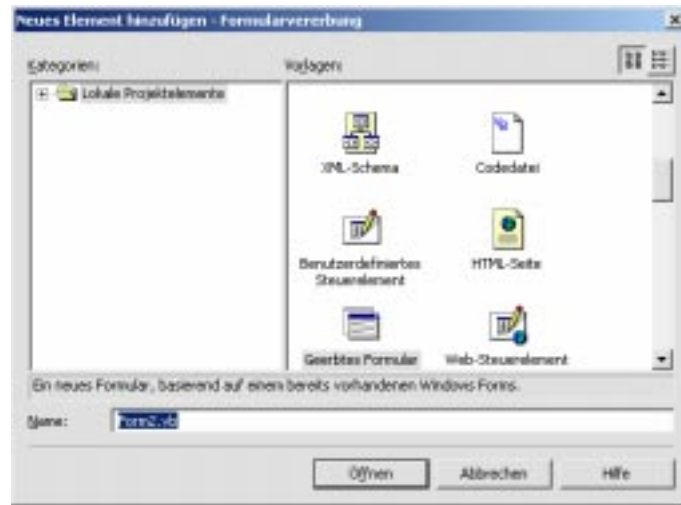 Neues Element hinzufügen - Formularvererbung
Kategorien:
Vorlagen:
Lokale Projektelemente
XML-Schema
Codedatei
Benutzerdefiniertes
Steuerelement
HTML-Seite
Geerbtes Formular
Web-Steuerelement
Ein neues Formular, basierend auf einem bereits vorhandenen Windows Forms.
Name:
Form2.vb
Öffnen
Abbrechen
Hilfe